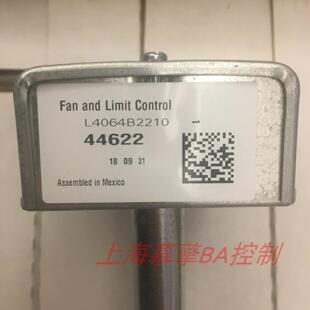 Fan and Limit Control
L4064B2210
44622
1
18 09 31
Assembled in Mexico
上海暮擎BA控制